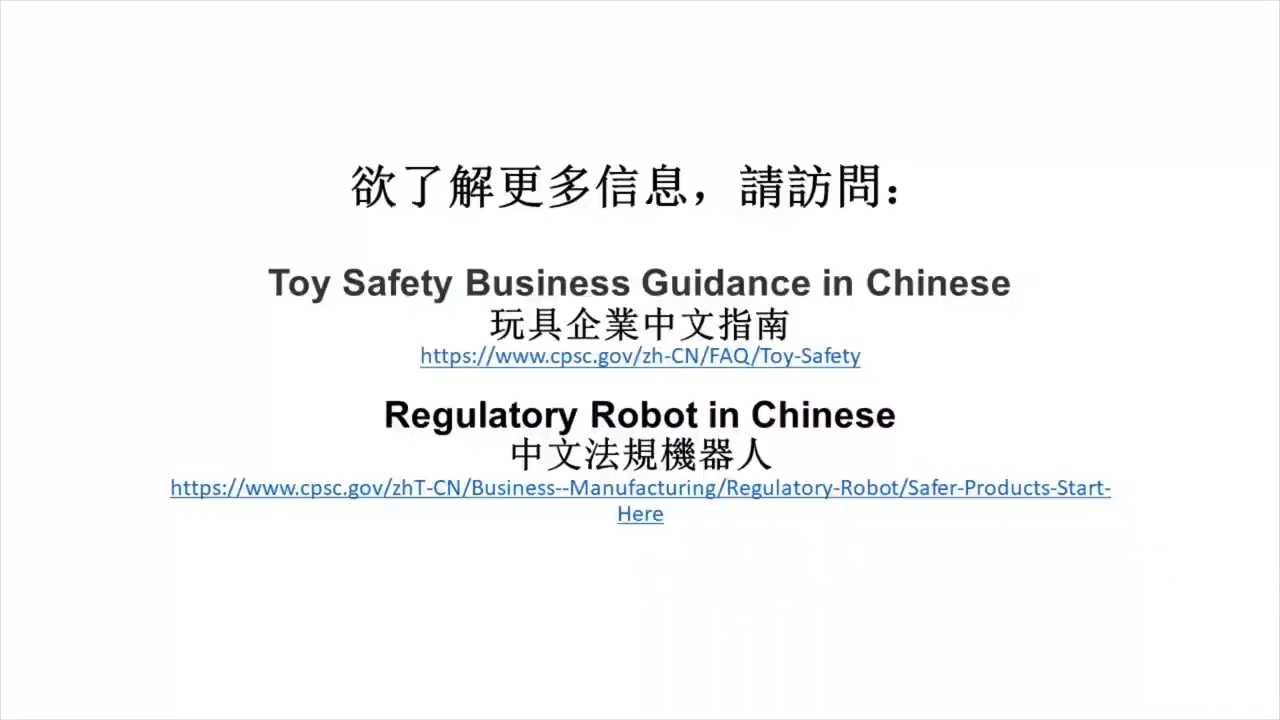 欲了解更多信息，請訪問：
Toy Safety Business Guidance in Chinese
玩具企業中文指南
https://www.cpsc.gov/zh-CN/FAQ/Toy-Safety
Regulatory Robot in Chinese
中文法規機器人
https://www.cpsc.gov/zhT-CN/Business--Manufacturing/Regulatory-Robot/Safer-Products-Start-
Here